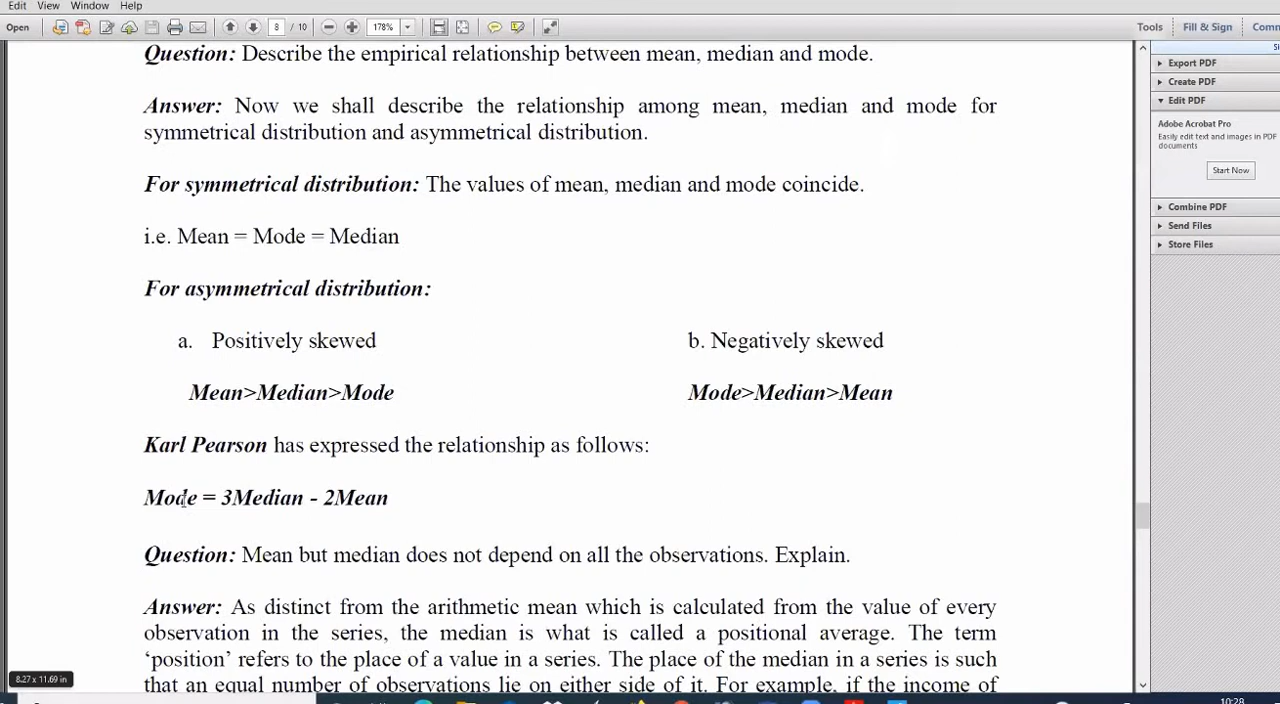 Edit View Window Help
Open 8 / 10 178% Tools Fill & Sign
Question: Describe the empirical relationship between mean, median and mode.
Answer: Now we shall describe the relationship among mean, median and mode for
symmetrical distribution and asymmetrical distribution.
For symmetrical distribution: The values of mean, median and mode coincide.
i.e. Mean = Mode = Median
For asymmetrical distribution:
a. Positively skewed b. Negatively skewed
Mean>Median>Mode Mode>Median>Mean
Karl Pearson has expressed the relationship as follows:
Mode = 3Median - 2Mean
Question: Mean but median does not depend on all the observations. Explain.
Answer: As distinct from the arithmetic mean which is calculated from the value of every
observation in the series, the median is what is called a positional average. The term
‘position’ refers to the place of a value in a series. The place of the median in a series is such
that an equal number of observations lie on either side of it. For example, if the income of
Export PDF
Create PDF
Edit PDF
Adobe Acrobat Pro
Easily edit text and images in PDF
documents
Start Now
Combine PDF
Send Files
Store Files
8.27 x 11.69 in
10:28